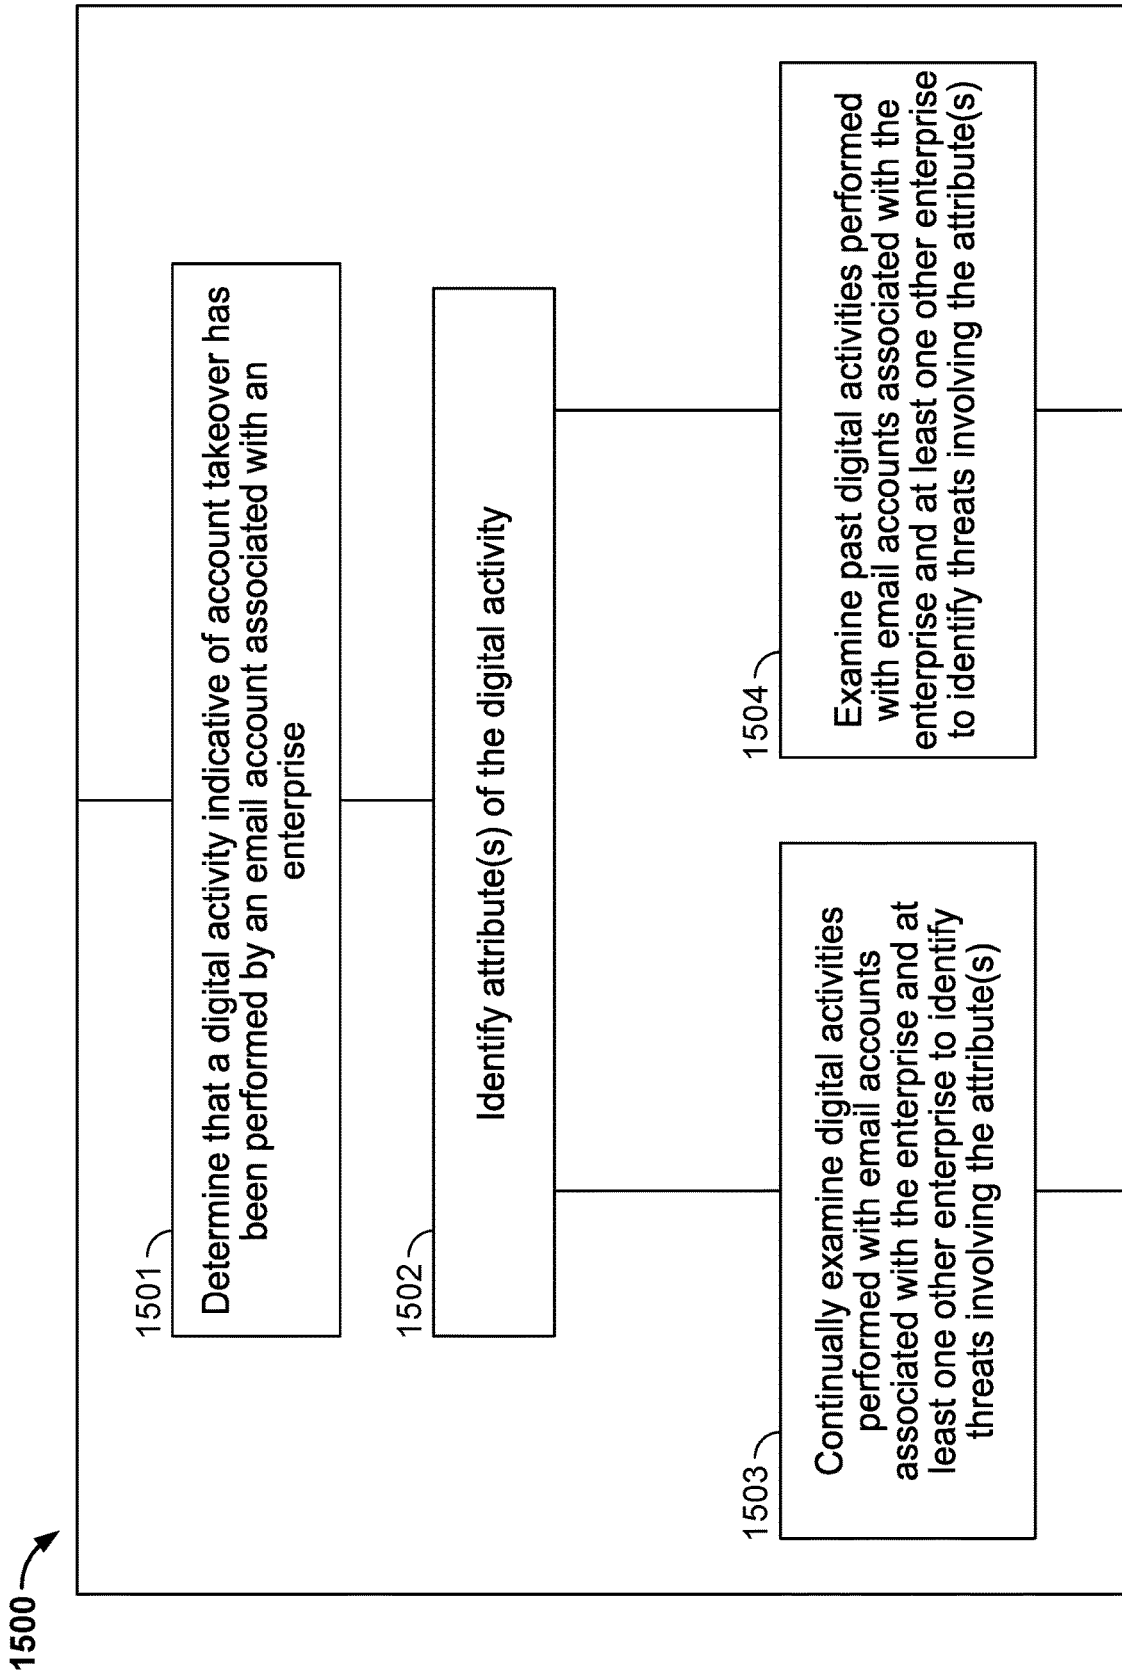 1500
1501
Determine that a digital activity indicative of account takeover has
been performed by an email account associated with an
enterprise
1502
Identify attribute(s) of the digital activity
1503
Continually examine digital activities
performed with email accounts
associated with the enterprise and at
least one other enterprise to identify
threats involving the attribute(s)
1504
Examine past digital activities performed
with email accounts associated with the
enterprise and at least one other enterprise
to identify threats involving the attribute(s)